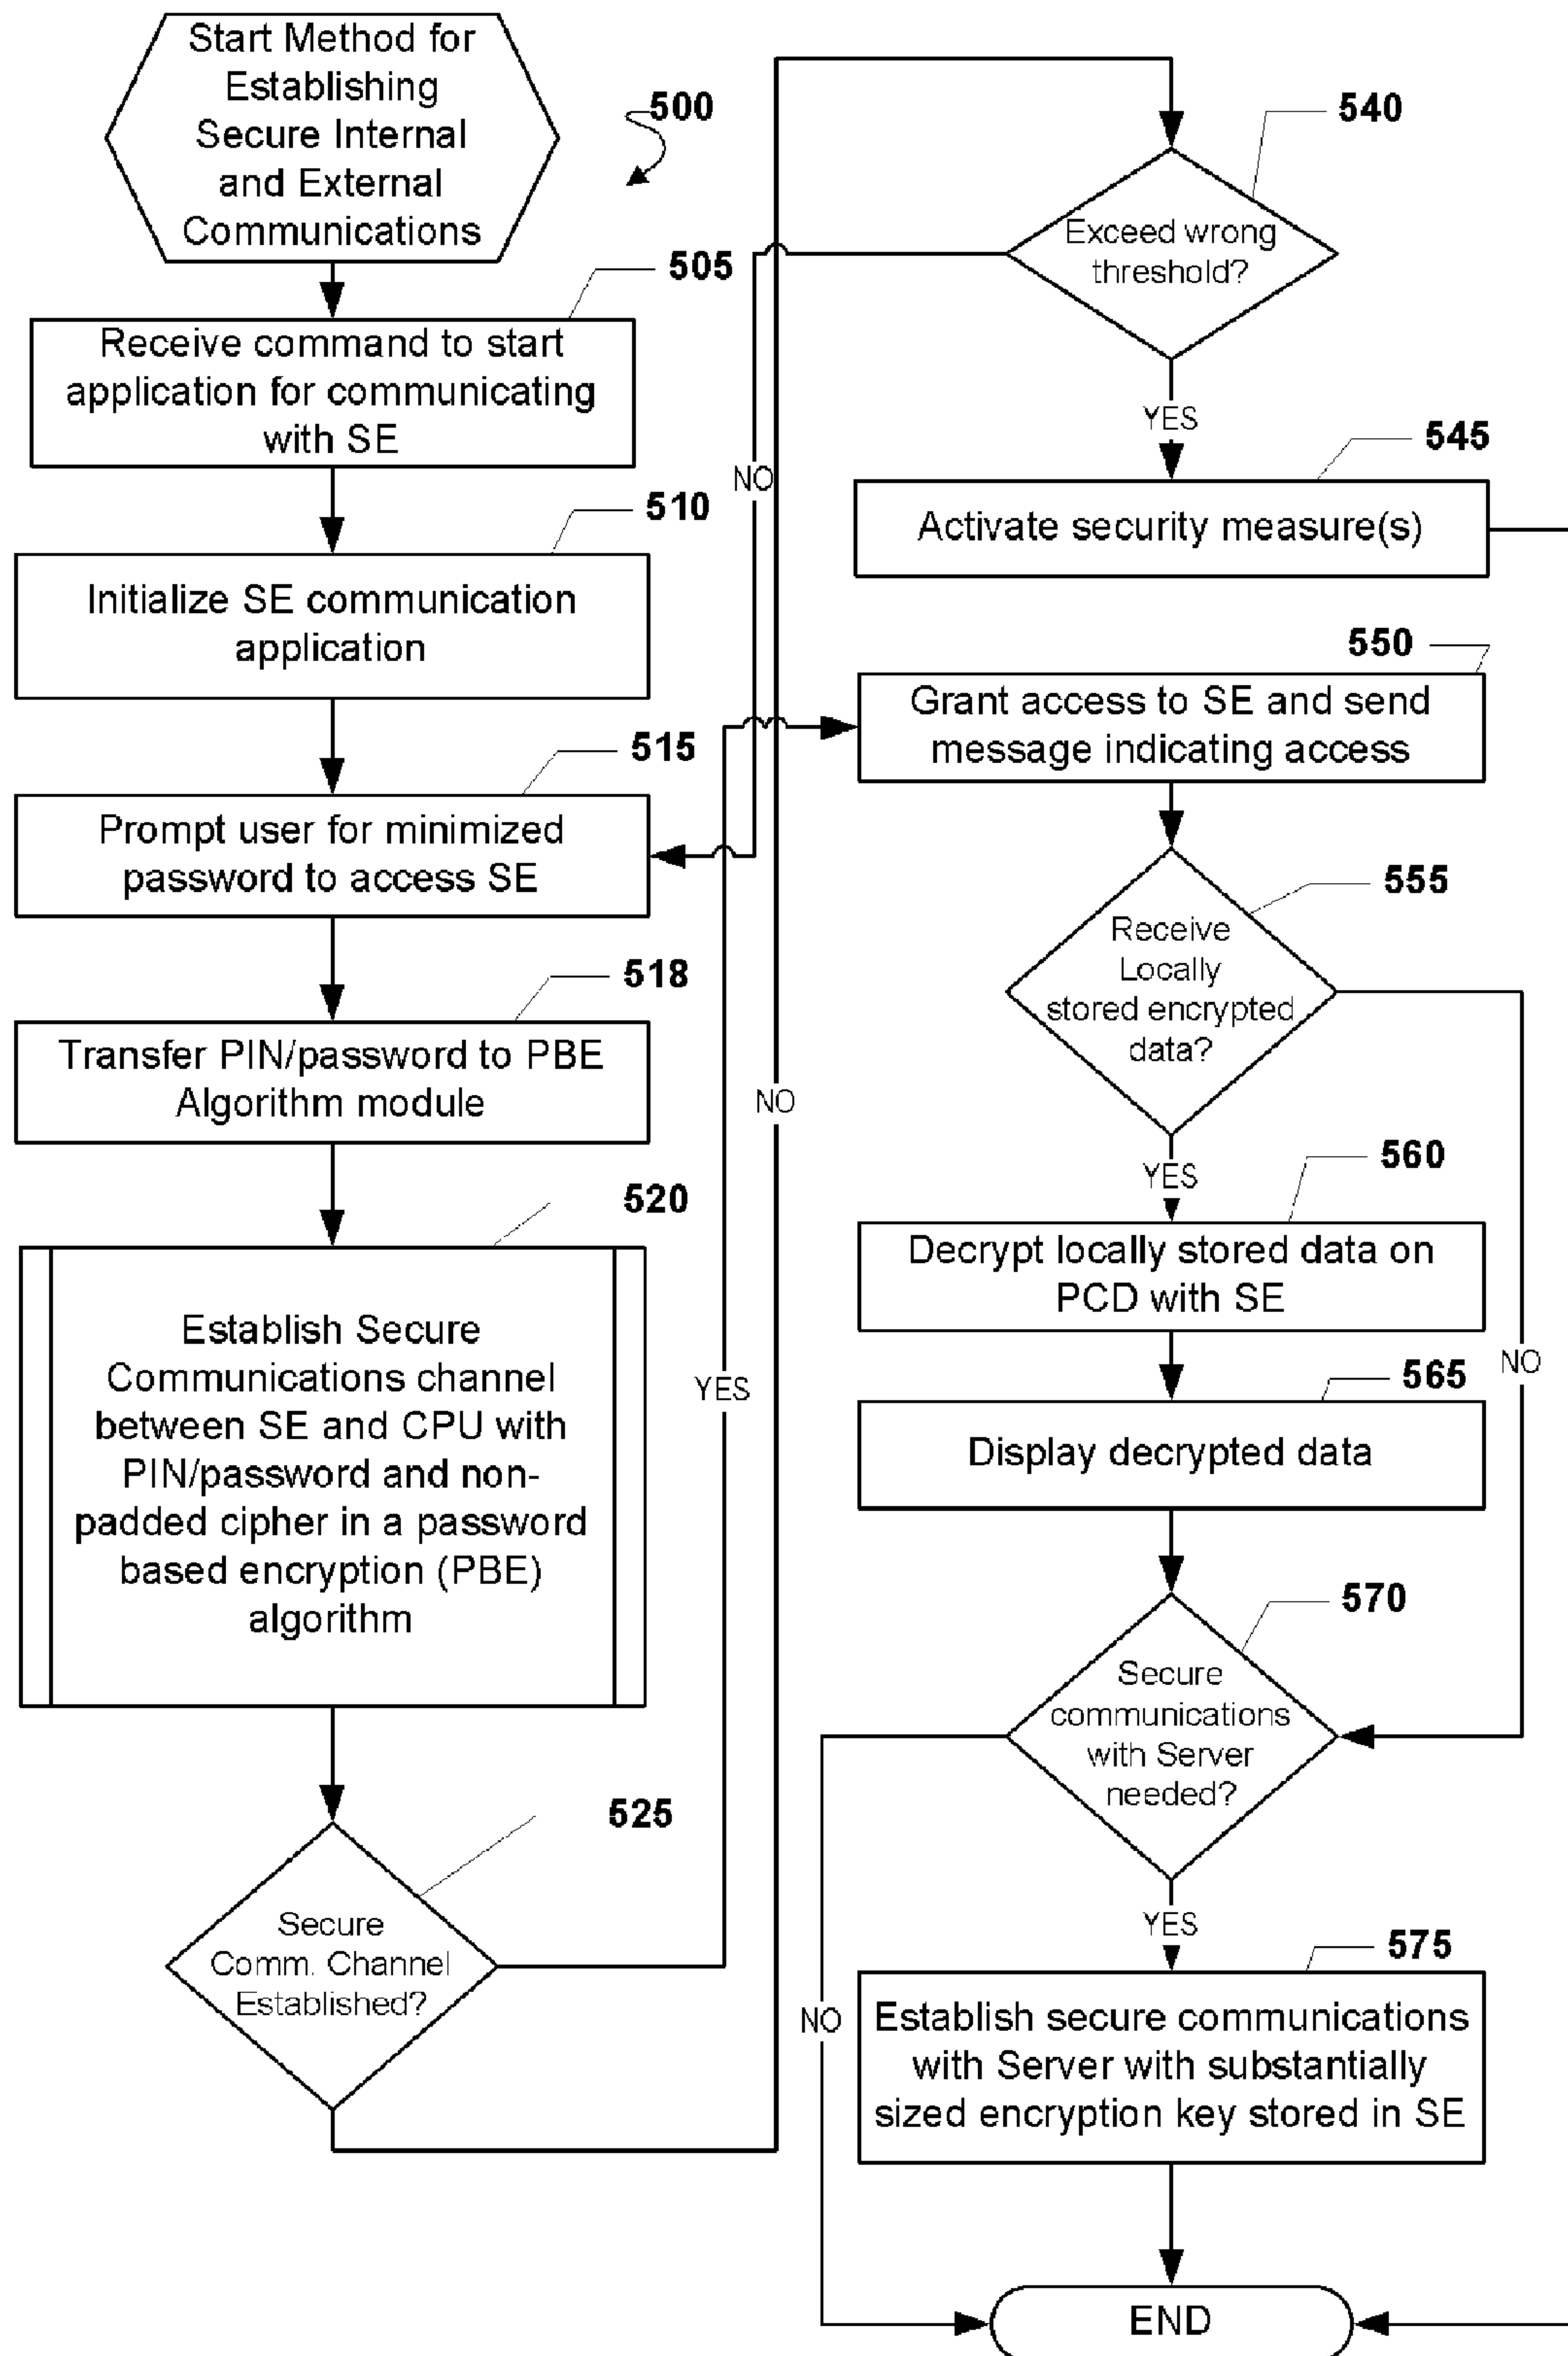 Start Method for
Establishing
Secure Internal
and External
Communications
500
505
Receive command to start
application for communicating
with SE
510
Initialize SE communication
application
515
Prompt user for minimized
password to access SE
518
Transfer PIN/password to PBE
Algorithm module
520
Establish Secure
Communications channel
between SE and CPU with
PIN/password and non-
padded cipher in a password
based encryption (PBE)
algorithm
525
Secure
Comm. Channel
Established?
YES
NO
540
Exceed wrong
threshold?
NO
YES
545
Activate security measure(s)
550
Grant access to SE and send
message indicating access
555
Receive
Locally
stored encrypted
data?
YES
NO
560
Decrypt locally stored data on
PCD with SE
565
Display decrypted data
570
Secure
communications
with Server
needed?
YES
NO
575
Establish secure communications
with Server with substantially
sized encryption key stored in SE
END